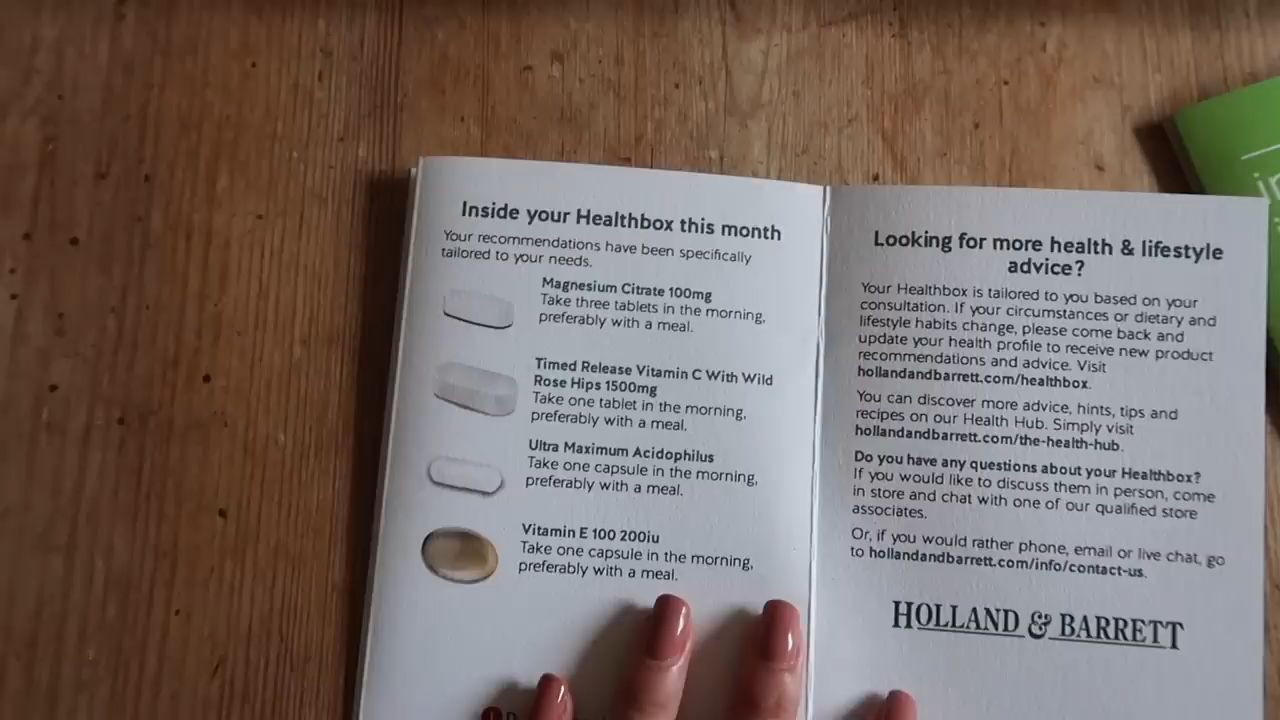 Inside your Healthbox this month
Your recommendations have been specifically
tailored to your needs.
Magnesium Citrate 100mg
Take three tablets in the morning,
preferably with a meal.
Timed Release Vitamin C With Wild
Rose Hips 1500mg
Take one tablet in the morning,
preferably with a meal.
Ultra Maximum Acidophilus
Take one capsule in the morning,
preferably with a meal.
Vitamin E 100 200iu
Take one capsule in the morning,
preferably with a meal.
Looking for more health & lifestyle
advice?
Your Healthbox is tailored to you based on your
consultation. If your circumstances or dietary and
lifestyle habits change, please come back and
update your health profile to receive new product
recommendations and advice. Visit
hollandandbarrett.com/healthbox.
You can discover more advice, hints, tips and
recipes on our Health Hub. Simply visit
hollandandbarrett.com/the-health-hub.
Do you have any questions about your Healthbox?
If you would like to discuss them in person, come
in store and chat with one of our qualified store
associates.
Or, if you would rather phone, email or live chat, go
to hollandandbarrett.com/info/contact-us.
HOLLAND & BARRETT